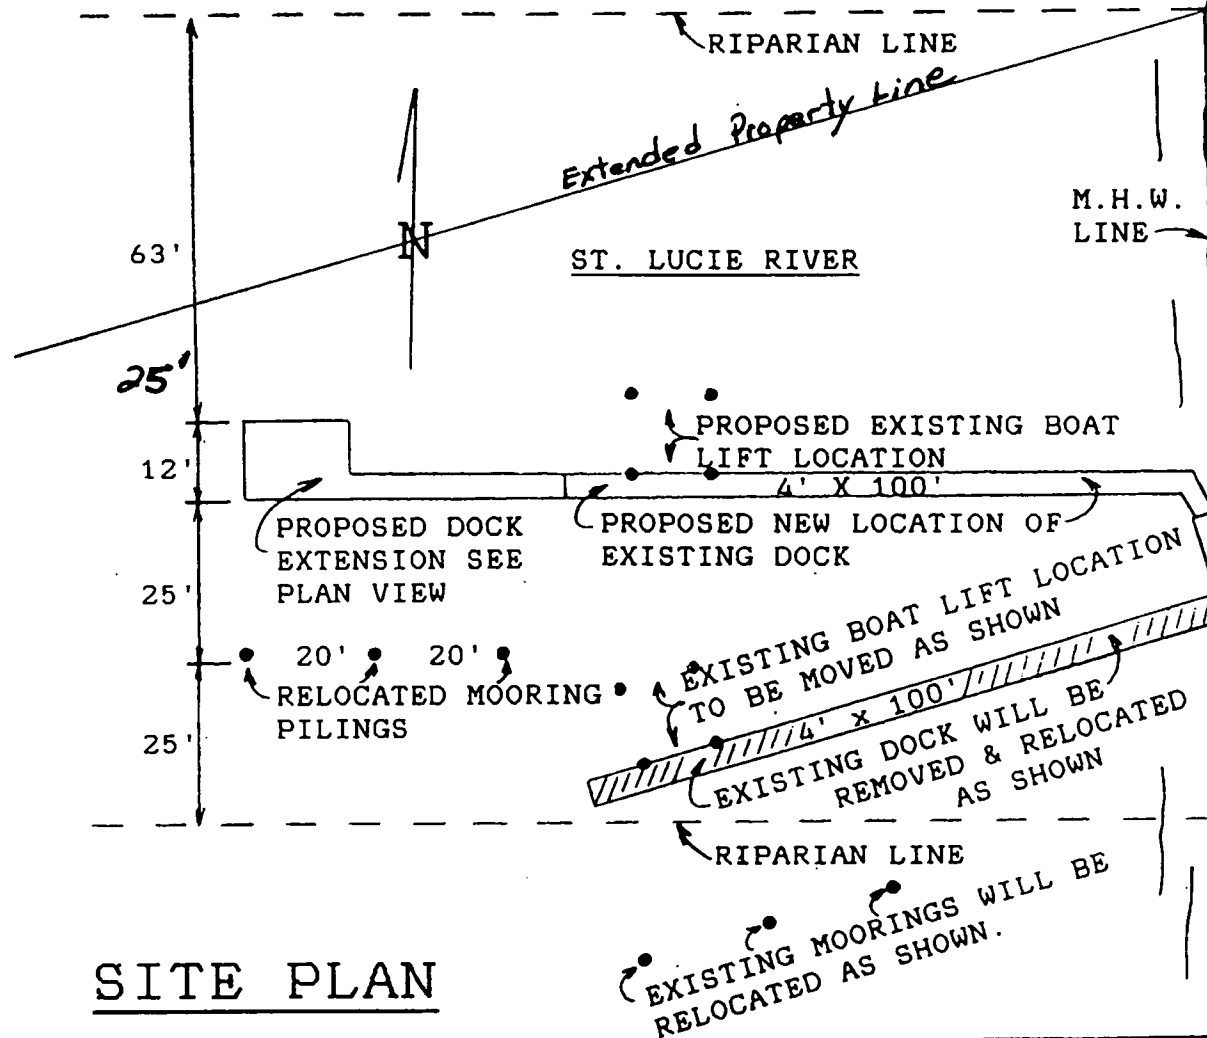 RIPARIAN LINE
Extended Property Line
M.H.W.
LINE
N
63'
ST. LUCIE RIVER
25'
PROPOSED EXISTING BOAT
LIFT LOCATION
12'
4' X 100'
PROPOSED DOCK
EXTENSION SEE
PLAN VIEW
PROPOSED NEW LOCATION OF
EXISTING DOCK
25'
EXISTING BOAT LIFT LOCATION
TO BE MOVED AS SHOWN
20' 20'
RELOCATED MOORING
PILINGS
25'
4' x 100'
EXISTING DOCK WILL BE
REMOVED & RELOCATED
AS SHOWN
RIPARIAN LINE
EXISTING MOORINGS WILL BE
RELOCATED AS SHOWN.
SITE PLAN